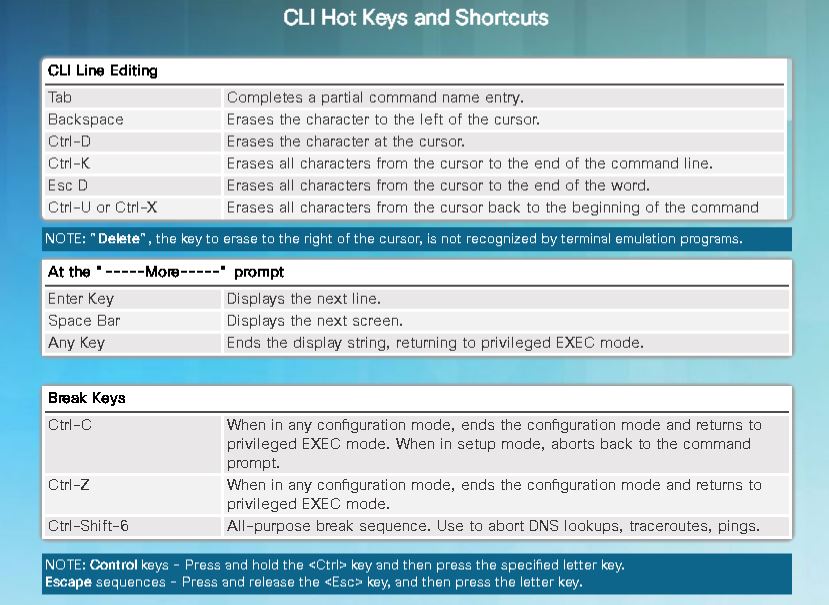 CLI Hot Keys and Shortcuts
CLI Line Editing
Tab Completes a partial command name entry.
Backspace Erases the character to the left of the cursor.
Ctrl-D Erases the character at the cursor.
Ctrl-K Erases all characters from the cursor to the end of the command line.
Esc D Erases all characters from the cursor to the end of the word.
Ctrl-U or Ctrl-X Erases all characters from the cursor back to the beginning of the command
NOTE: "Delete", the key to erase to the right of the cursor, is not recognized by terminal emulation programs.
At the "-----More-----" prompt
Enter Key Displays the next line.
Space Bar Displays the next screen.
Any Key Ends the display string, returning to privileged EXEC mode.
Break Keys
Ctrl-C When in any configuration mode, ends the configuration mode and returns to
privileged EXEC mode. When in setup mode, aborts back to the command
prompt.
Ctrl-Z When in any configuration mode, ends the configuration mode and returns to
privileged EXEC mode.
Ctrl-Shift-6 All-purpose break sequence. Use to abort DNS lookups, traceroutes, pings.
NOTE: Control keys - Press and hold the <Ctrl> key and then press the specified letter key.
Escape sequences - Press and release the <Esc> key, and then press the letter key.